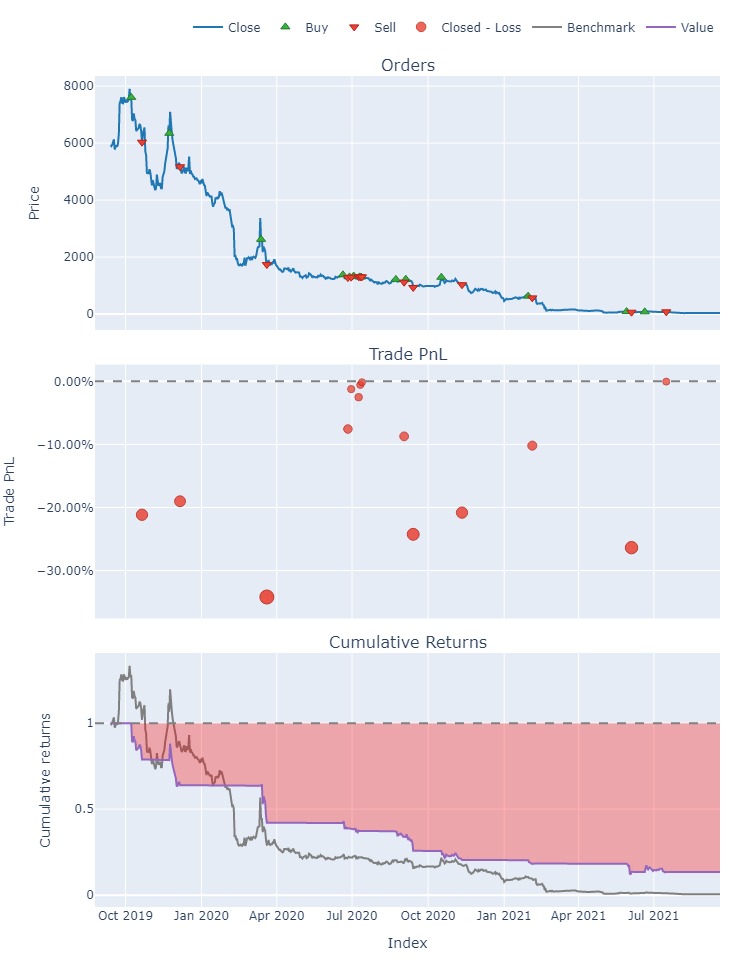 Close Buy Sell Closed - Loss Benchmark Value
Orders
8000
6000
4000
2000
0
Price
Trade PnL
0.00%
−10.00%
−20.00%
−30.00%
Trade PnL
Cumulative Returns
1
0.5
0
Cumulative returns
Oct 2019 Jan 2020 Apr 2020 Jul 2020 Oct 2020 Jan 2021 Apr 2021 Jul 2021
Index